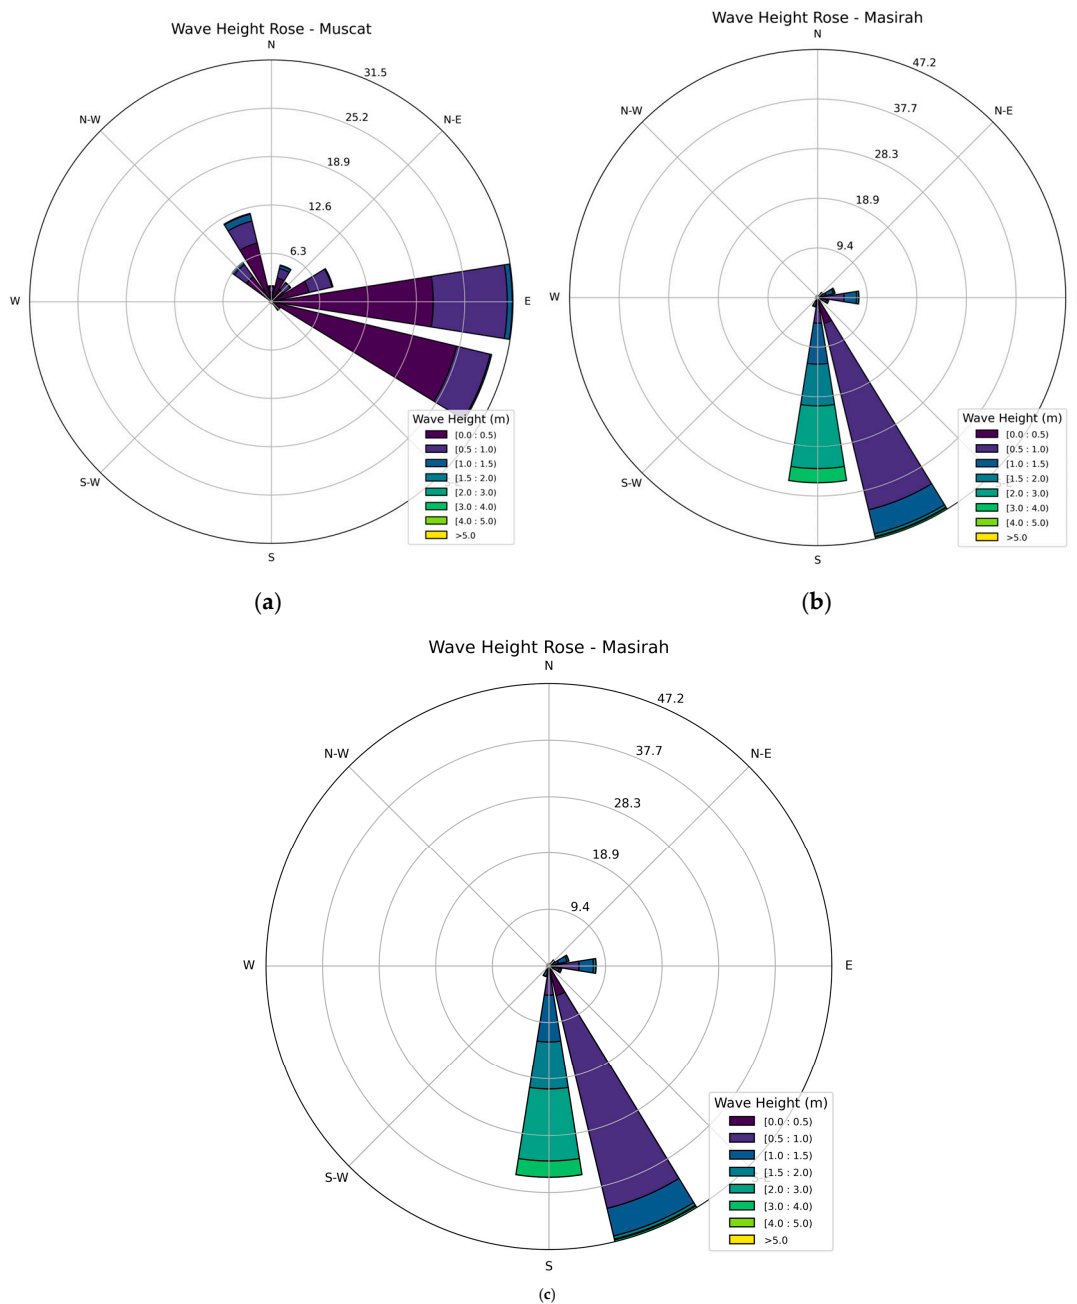 Wave Height Rose - Muscat
N
31.5
25.2
18.9
12.6
6.3
N-W
N-E
W
E
S-W
S
Wave Height (m)
[0.0 : 0.5)
[0.5 : 1.0)
[1.0 : 1.5)
[1.5 : 2.0)
[2.0 : 3.0)
[3.0 : 4.0)
[4.0 : 5.0)
>5.0
(a)
Wave Height Rose - Masirah
N
47.2
37.7
28.3
18.9
9.4
N-W
N-E
W
S-W
S
Wave Height (m)
[0.0 : 0.5)
[0.5 : 1.0)
[1.0 : 1.5)
[1.5 : 2.0)
[2.0 : 3.0)
[3.0 : 4.0)
[4.0 : 5.0)
>5.0
(b)
Wave Height Rose - Masirah
N
47.2
37.7
28.3
18.9
9.4
N-W
N-E
W
E
S-W
S
Wave Height (m)
[0.0 : 0.5)
[0.5 : 1.0)
[1.0 : 1.5)
[1.5 : 2.0)
[2.0 : 3.0)
[3.0 : 4.0)
[4.0 : 5.0)
>5.0
(c)